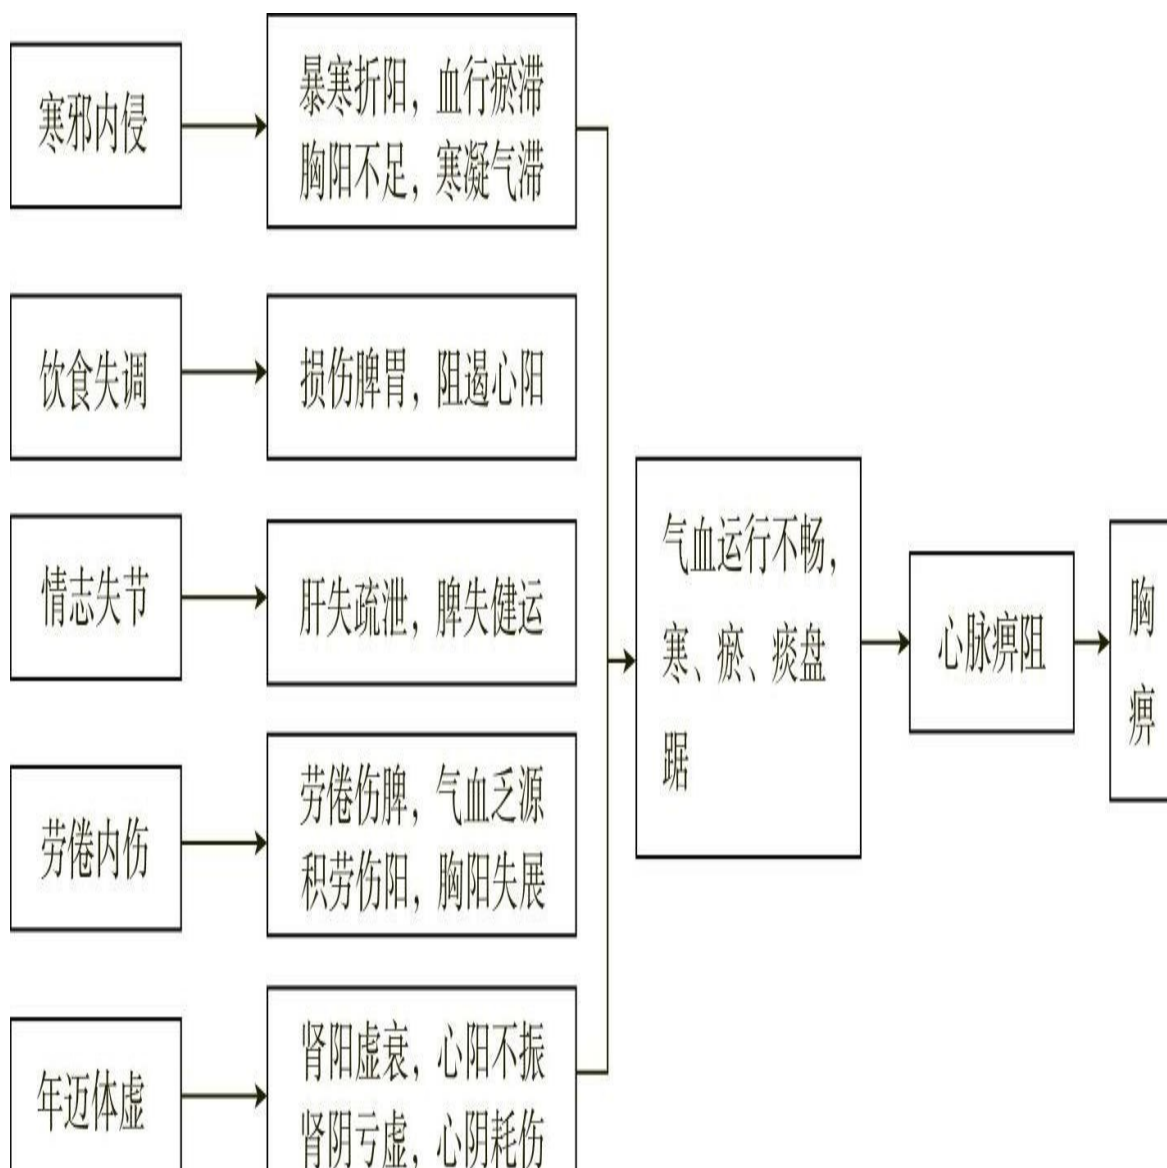 寒邪内侵
暴寒折阳，血行瘀滞
胸阳不足，寒凝气滞
饮食失调
损伤脾胃，阻遏心阳
情志失节
肝失疏泄，脾失健运
劳倦内伤
劳倦伤脾，气血乏源
积劳伤阳，胸阳失展
年迈体虚
肾阳虚衰，心阳不振
肾阴亏虚，心阴耗伤
气血运行不畅，
寒、瘀、痰盘
踞
心脉痹阻
胸
痹